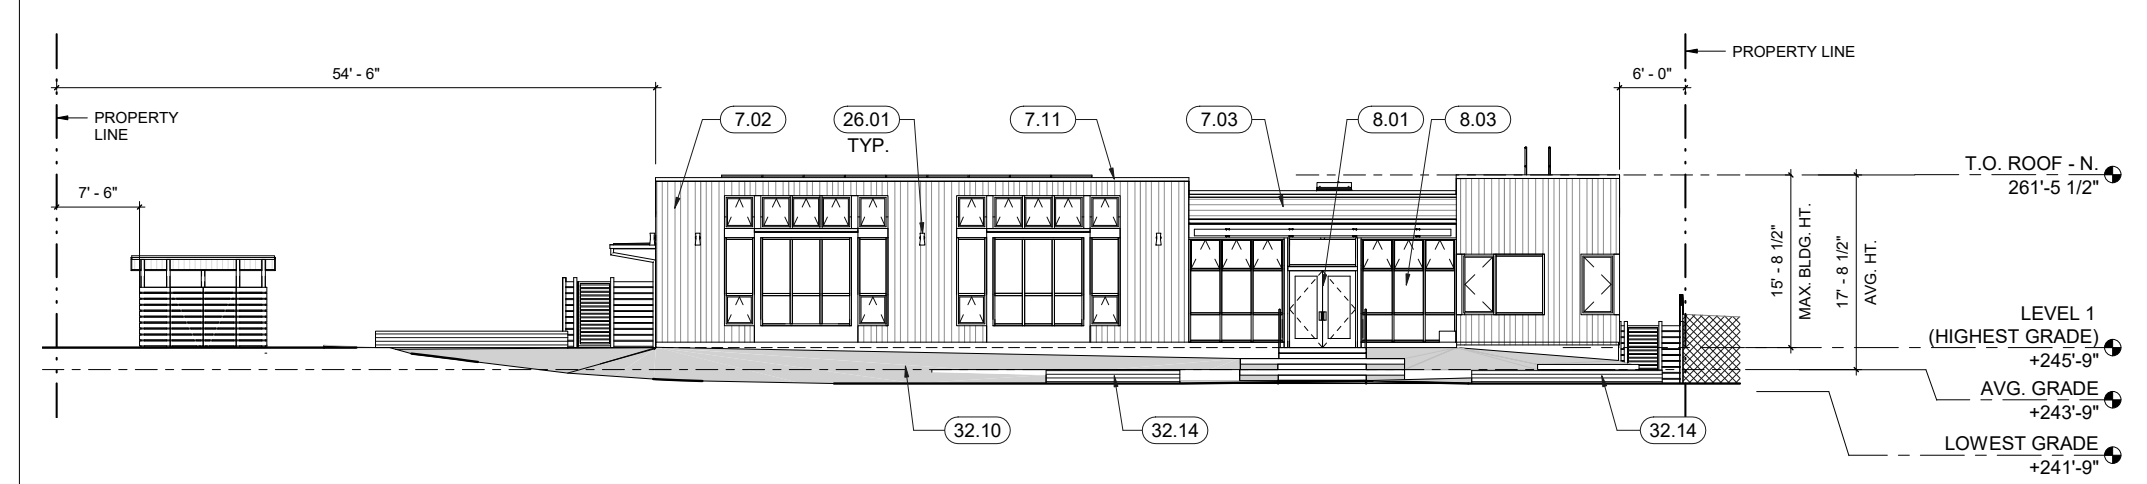 PROPERTY LINE
54' - 6"
6' - 0"
PROPERTY
LINE
7.02
26.01
TYP.
7.11
7.03
8.01
8.03
7' - 6"
T.O. ROOF - N.
261'-5 1/2"
15' - 8 1/2"
MAX. BLDG. HT.
17' - 8 1/2"
AVG. HT.
LEVEL 1
(HIGHEST GRADE)
+245'-9"
AVG. GRADE
+243'-9"
32.10
32.14
32.14
LOWEST GRADE
+241'-9"